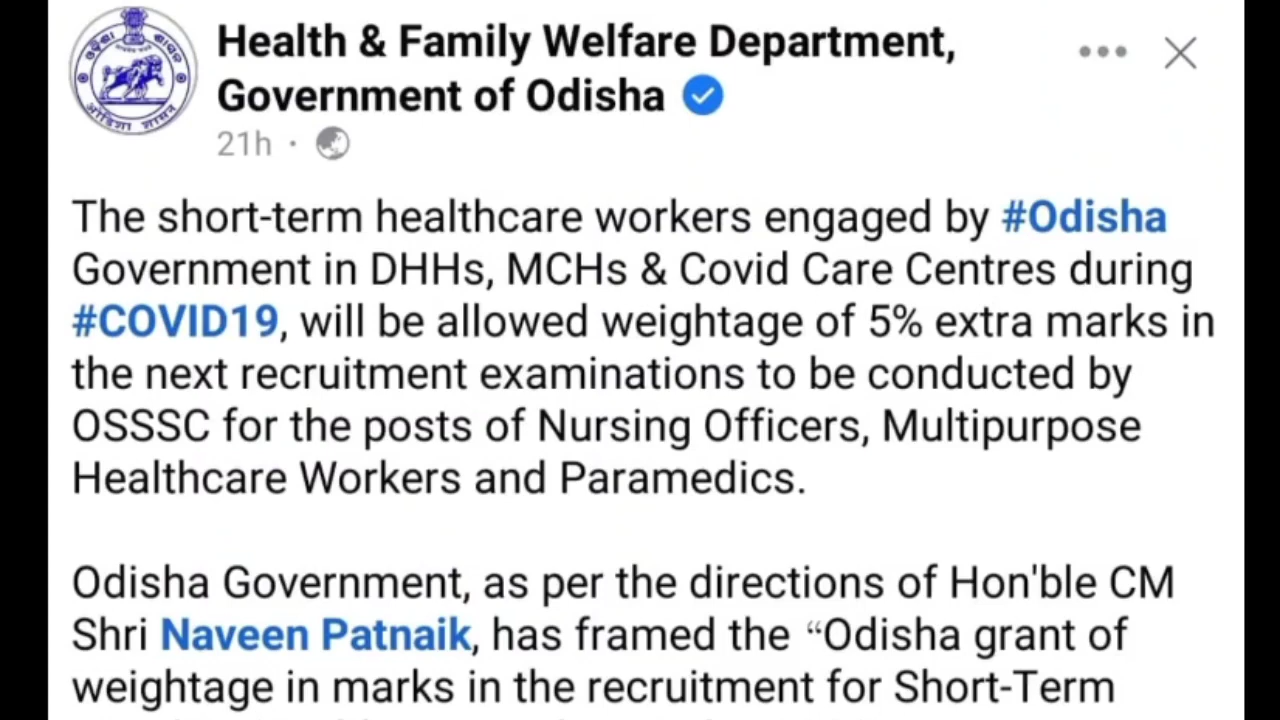 Health & Family Welfare Department,
Government of Odisha
21h ·
The short-term healthcare workers engaged by #Odisha
Government in DHHs, MCHs & Covid Care Centres during
#COVID19, will be allowed weightage of 5% extra marks in
the next recruitment examinations to be conducted by
OSSSC for the posts of Nursing Officers, Multipurpose
Healthcare Workers and Paramedics.
Odisha Government, as per the directions of Hon'ble CM
Shri Naveen Patnaik, has framed the “Odisha grant of
weightage in marks in the recruitment for Short-Term